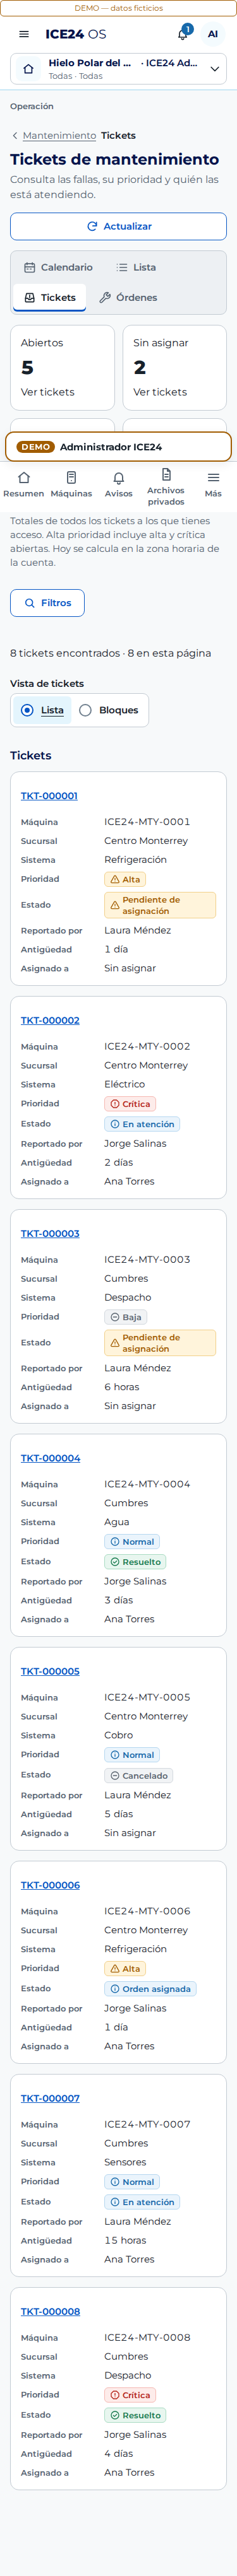 DEMO — datos ficticios
ICE24 OS
1
AI
Hielo Polar del ... · ICE24 Ad...
Todas · Todas
Operación
Mantenimiento Tickets
Tickets de mantenimiento
Consulta las fallas, su prioridad y quién las
está atendiendo.
Actualizar
Calendario Lista
Tickets Órdenes
Abiertos
5
Ver tickets
Sin asignar
2
Ver tickets
DEMO Administrador ICE24
Resumen
Máquinas
Avisos
Archivos
privados
Más
Totales de todos los tickets a los que tienes
acceso. Alta prioridad incluye alta y crítica
abiertas. Hoy se calcula en la zona horaria de
la cuenta.
Filtros
8 tickets encontrados · 8 en esta página
Vista de tickets
Lista Bloques
Tickets
TKT-000001
Máquina ICE24-MTY-0001
Sucursal Centro Monterrey
Sistema Refrigeración
Prioridad Alta
Estado Pendiente de
asignación
Reportado por Laura Méndez
Antigüedad 1 día
Asignado a Sin asignar
TKT-000002
Máquina ICE24-MTY-0002
Sucursal Centro Monterrey
Sistema Eléctrico
Prioridad Crítica
Estado En atención
Reportado por Jorge Salinas
Antigüedad 2 días
Asignado a Ana Torres
TKT-000003
Máquina ICE24-MTY-0003
Sucursal Cumbres
Sistema Despacho
Prioridad Baja
Estado Pendiente de
asignación
Reportado por Laura Méndez
Antigüedad 6 horas
Asignado a Sin asignar
TKT-000004
Máquina ICE24-MTY-0004
Sucursal Cumbres
Sistema Agua
Prioridad Normal
Estado Resuelto
Reportado por Jorge Salinas
Antigüedad 3 días
Asignado a Ana Torres
TKT-000005
Máquina ICE24-MTY-0005
Sucursal Centro Monterrey
Sistema Cobro
Prioridad Normal
Estado Cancelado
Reportado por Laura Méndez
Antigüedad 5 días
Asignado a Sin asignar
TKT-000006
Máquina ICE24-MTY-0006
Sucursal Centro Monterrey
Sistema Refrigeración
Prioridad Alta
Estado Orden asignada
Reportado por Jorge Salinas
Antigüedad 1 día
Asignado a Ana Torres
TKT-000007
Máquina ICE24-MTY-0007
Sucursal Cumbres
Sistema Sensores
Prioridad Normal
Estado En atención
Reportado por Laura Méndez
Antigüedad 15 horas
Asignado a Ana Torres
TKT-000008
Máquina ICE24-MTY-0008
Sucursal Cumbres
Sistema Despacho
Prioridad Crítica
Estado Resuelto
Reportado por Jorge Salinas
Antigüedad 4 días
Asignado a Ana Torres